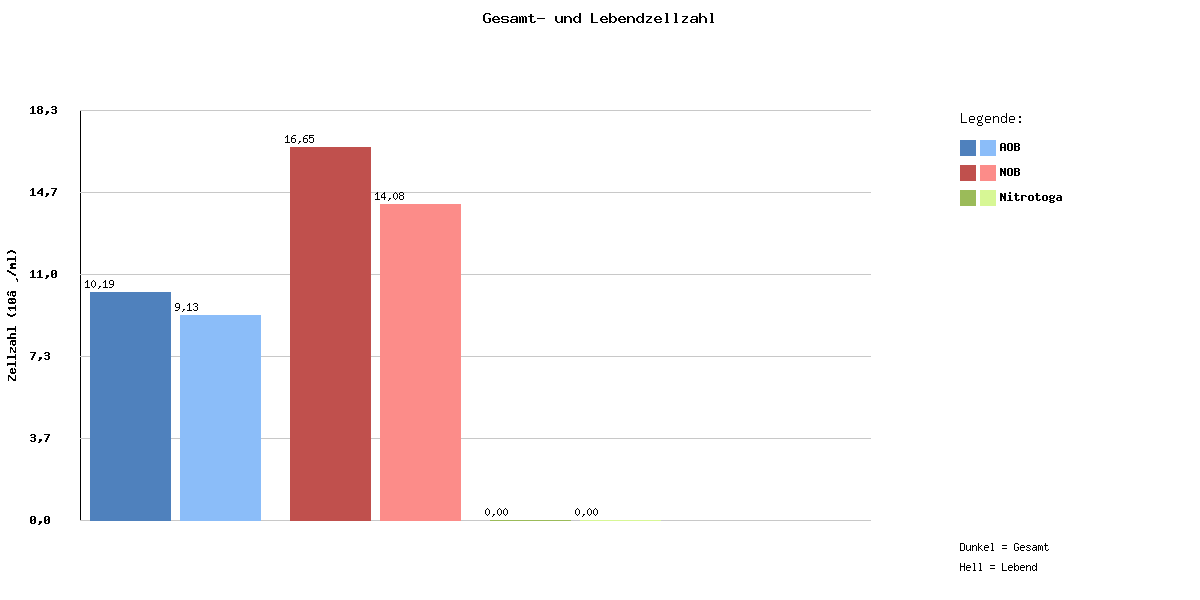 Gesamt- und Lebendzellzahl
Zellzahl (10â¸/ml)
18,3
14,7
11,0
7,3
3,7
0,0
10,19
9,13
16,65
14,08
0,00
0,00
Legende:
AOB
NOB
Nitrotoga
Dunkel = Gesamt
Hell = Lebend